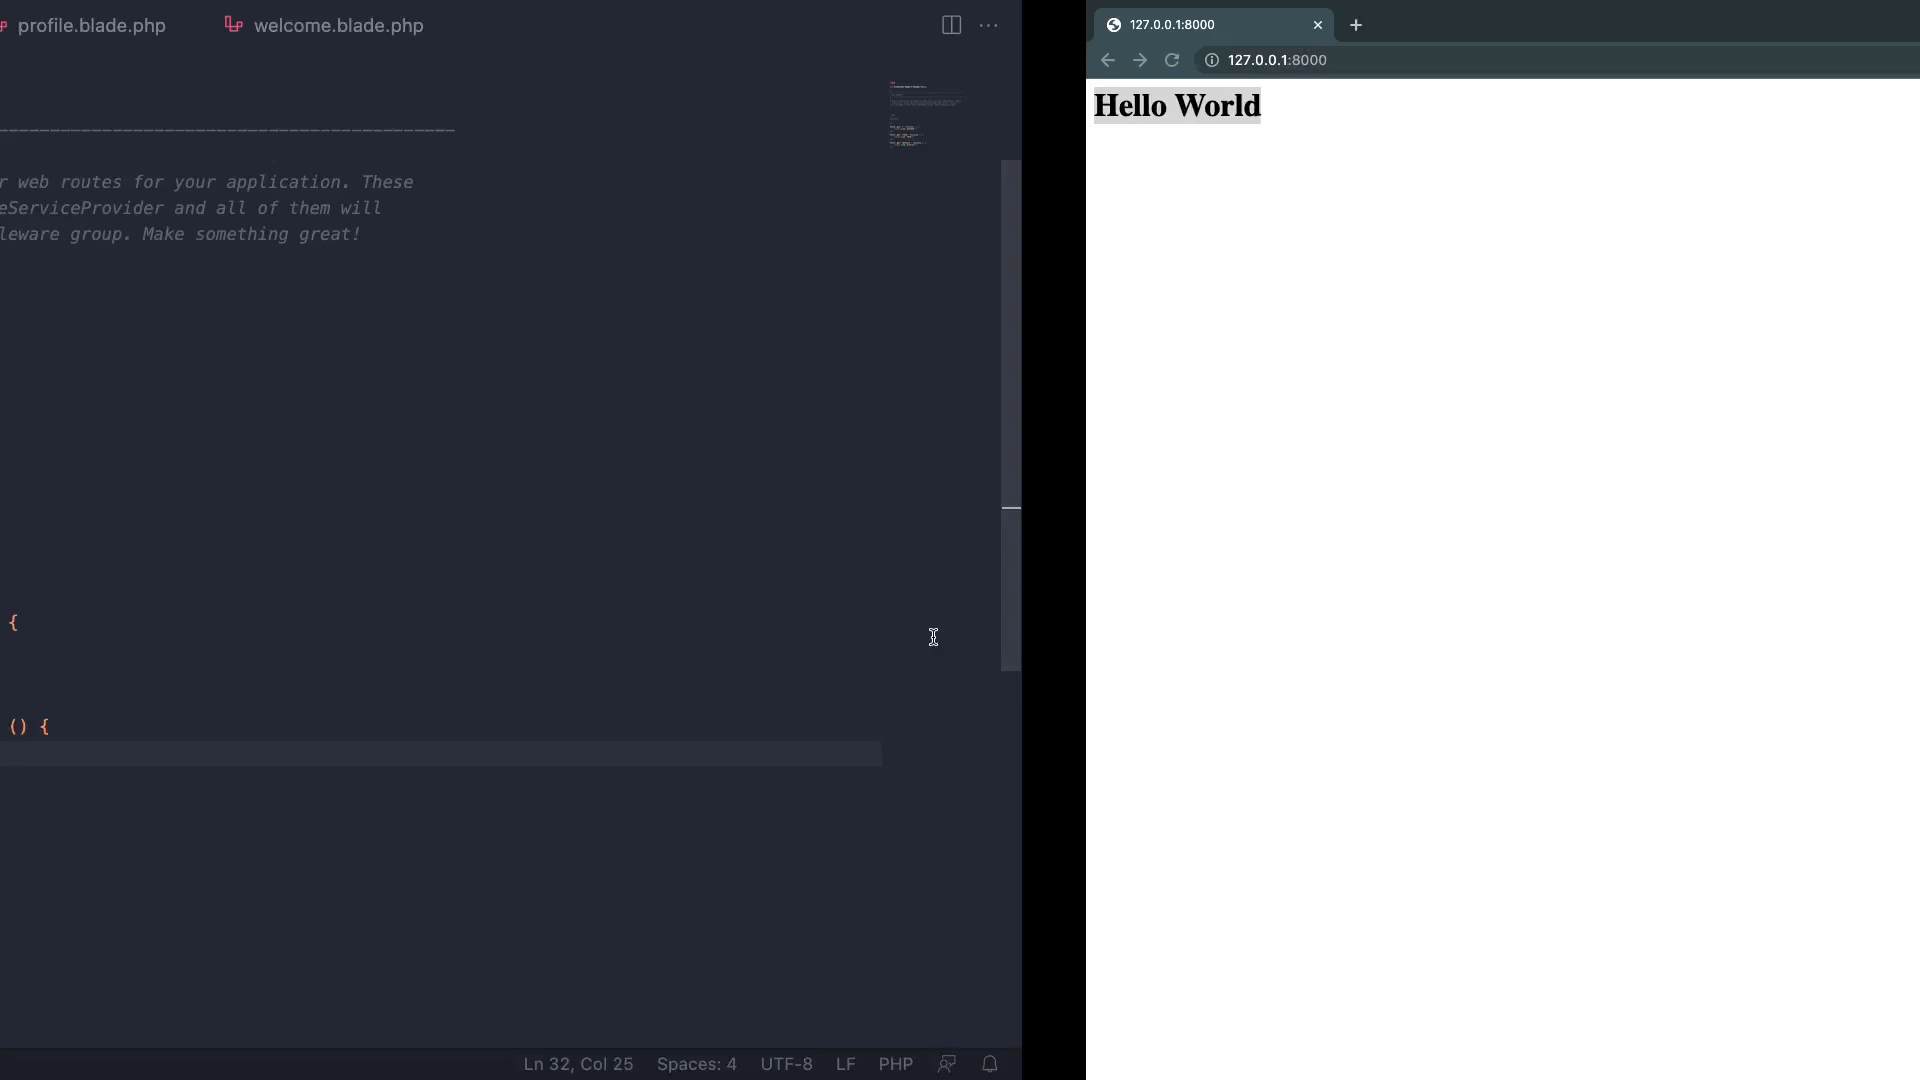 profile.blade.php
welcome.blade.php
r web routes for your application. These
eServiceProvider and all of them will
leware group. Make something great!
{
() {
Ln 32, Col 25
Spaces: 4
UTF-8
LF
PHP
127.0.0.1:8000
127.0.0.1:8000
Hello World